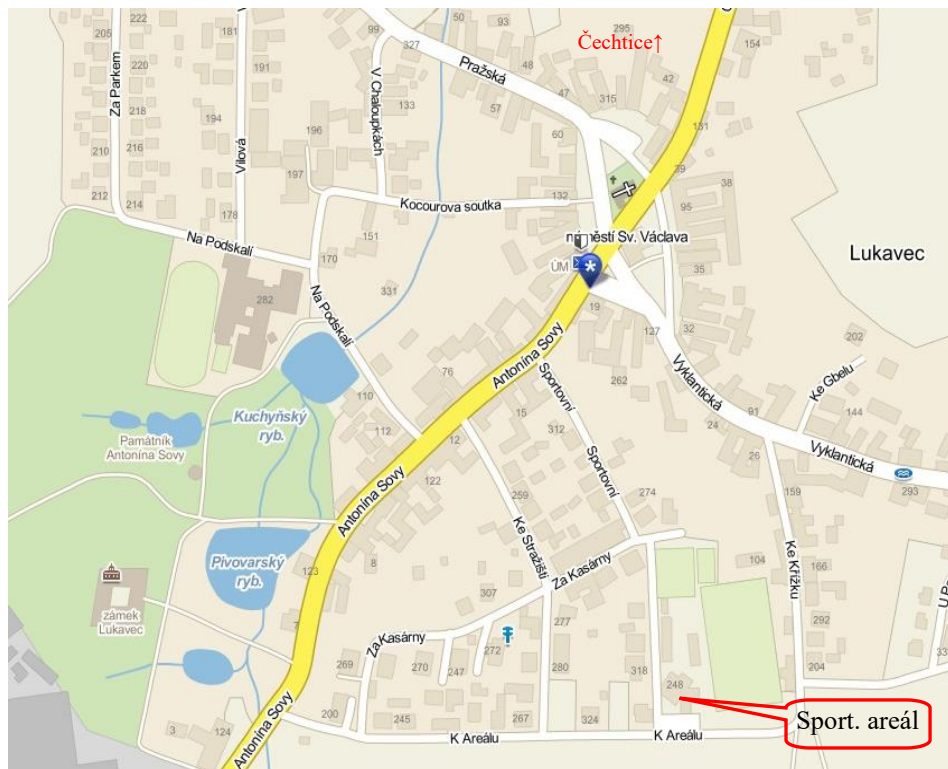 50
93
295
Čechtice↑
205
222
181
327
Pražská
154
220
191
48
42
Za Parkem
V Chaloupkách
133
57
47
315
218
194
196
60
131
210
216
Vilová
197
39
38
212
214
178
Kocourova soutka
132
95
151
náměstí Sv. Václava
Na Podskalí
170
ÚM
35
Lukavec
282
331
Na Podskalí
19
127
32
202
Antonína Sovy
Sportovní
262
Vyklantická
Ke Gbelu
76
110
Kuchyňský
ryb.
15
91
144
112
12
312
24
Památník
Antonína Sovy
Sportovní
26
Vyklantická
Antonína Sovy
122
259
274
159
293
Ke Stražišti
Ke Křížku
Pivovarský
ryb.
123
8
Za Kasárny
104
166
307
zámek
Lukavec
7
277
292
Za Kasárny
272
269
270
247
280
318
204
248
200
3
124
245
267
324
Sport. areál
Antonína Sovy
K Areálu
K Areálu